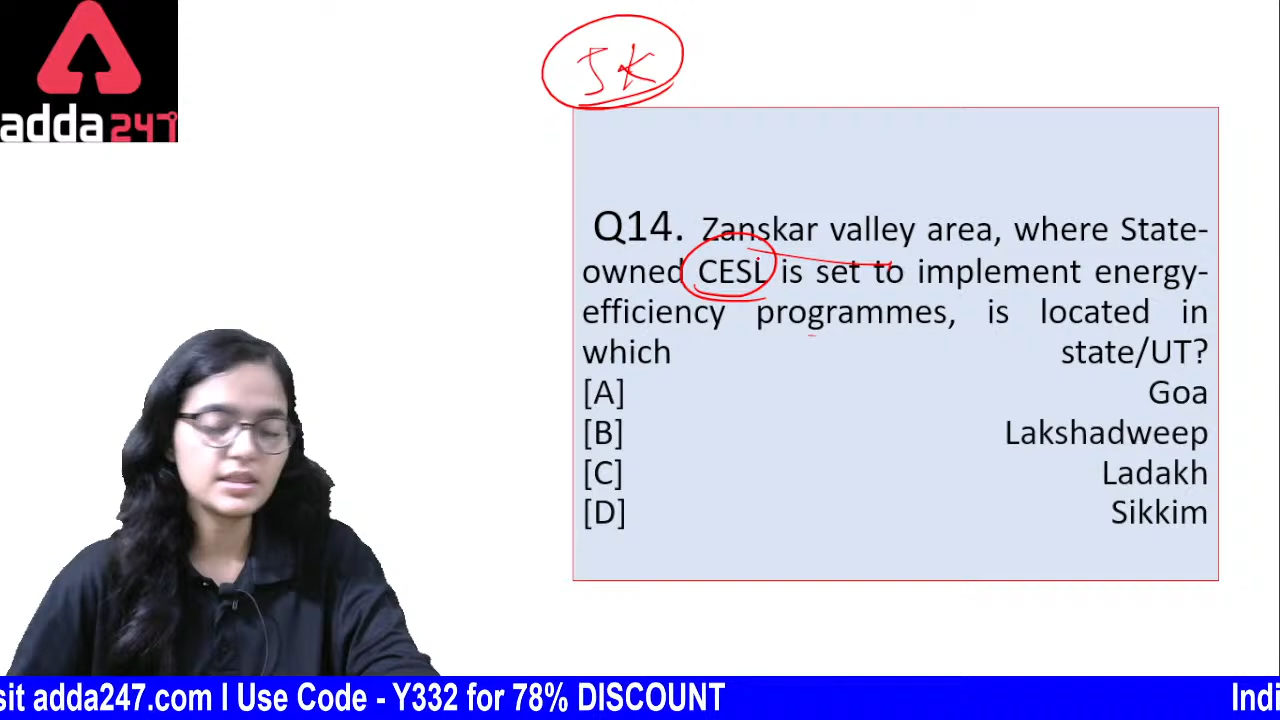 JK
adda247
Q14. Zanskar valley area, where State-
owned CESL is set to implement energy-
efficiency programmes, is located in
which state/UT?
[A] Goa
[B] Lakshadweep
[C] Ladakh
[D] Sikkim
sit adda247.com I Use Code - Y332 for 78% DISCOUNT Indi